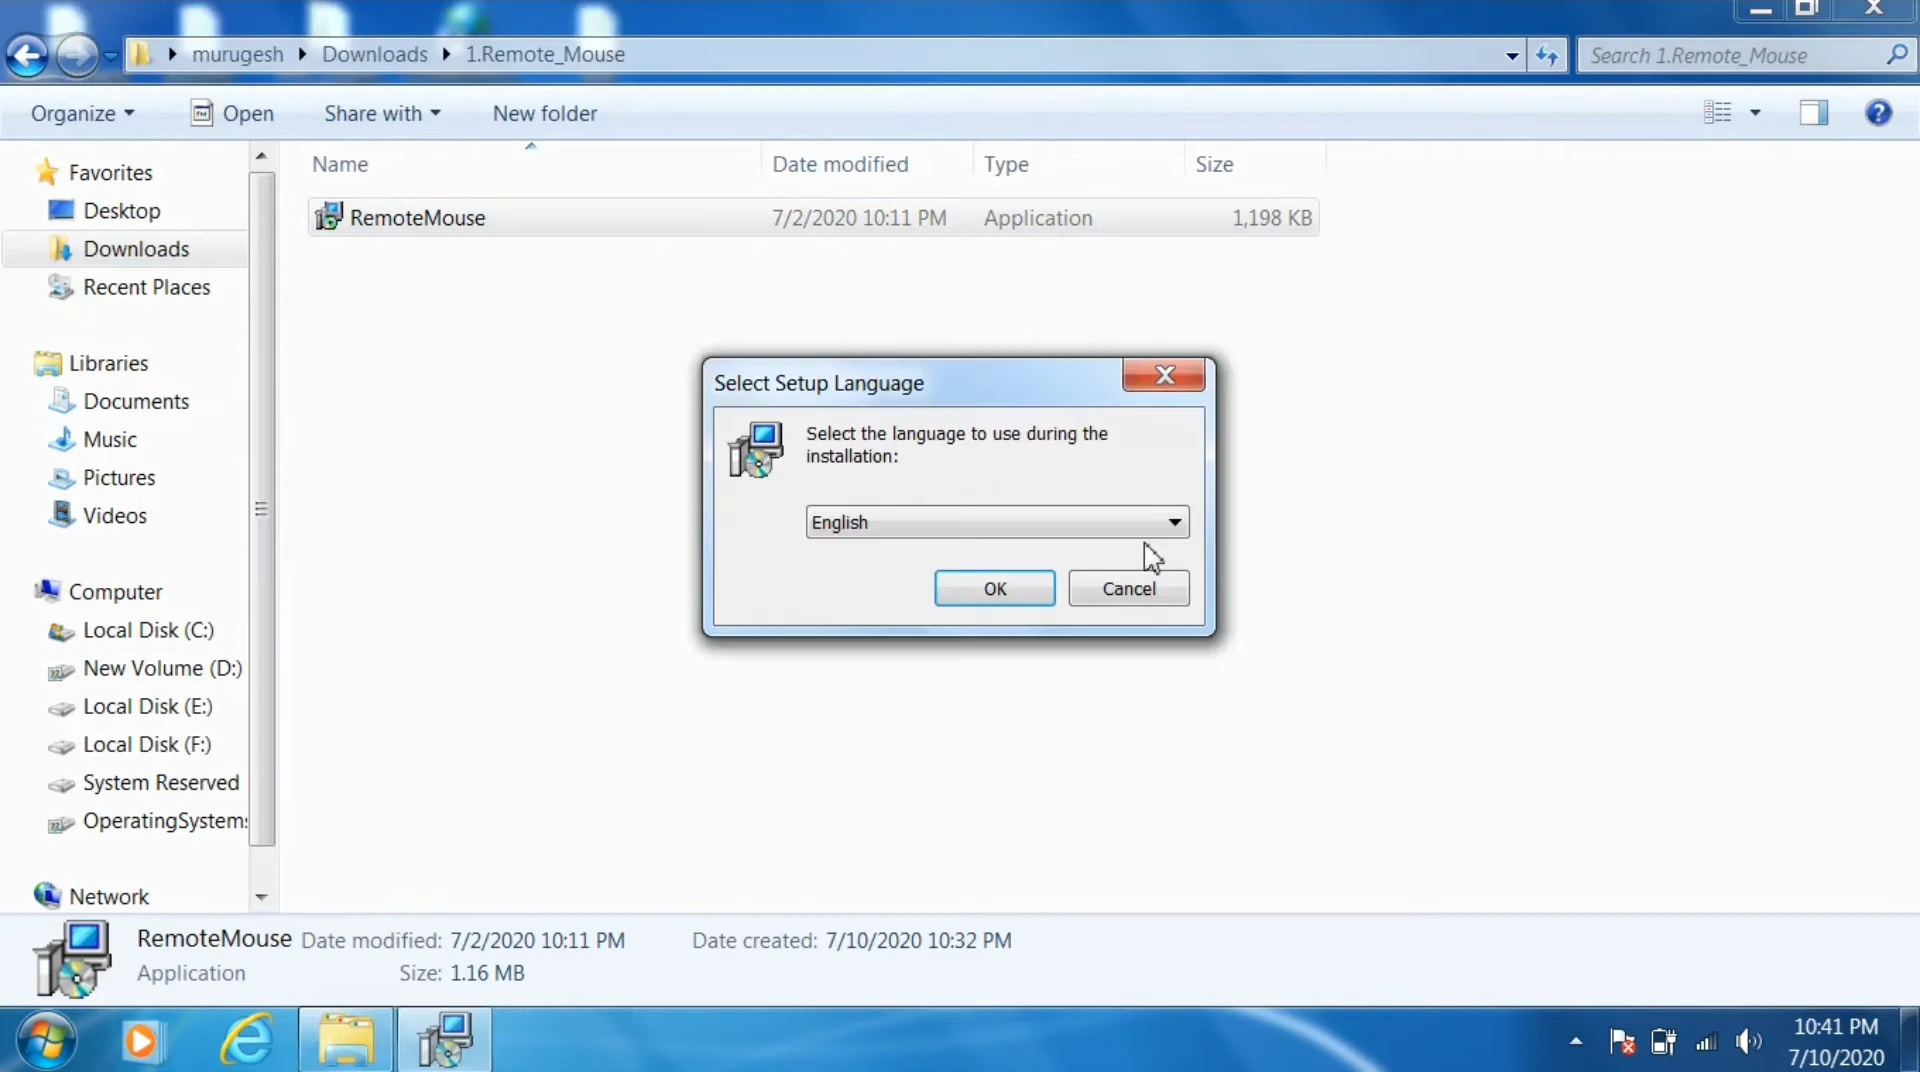 murugesh
Downloads
1.Remote_Mouse
Search 1.Remote_Mouse
Organize
Open
Share with
New folder
Favorites
Desktop
Downloads
Recent Places
Libraries
Documents
Music
Pictures
Videos
Computer
Local Disk (C:)
New Volume (D:)
Local Disk (E:)
Local Disk (F:)
System Reserved
OperatingSystems
Network
Name
Date modified
Type
Size
RemoteMouse
7/2/2020 10:11 PM
Application
1,198 KB
Select Setup Language
Select the language to use during the
installation:
English
OK
Cancel
RemoteMouse Date modified: 7/2/2020 10:11 PM
Date created: 7/10/2020 10:32 PM
Application
Size: 1.16 MB
10:41 PM
7/10/2020